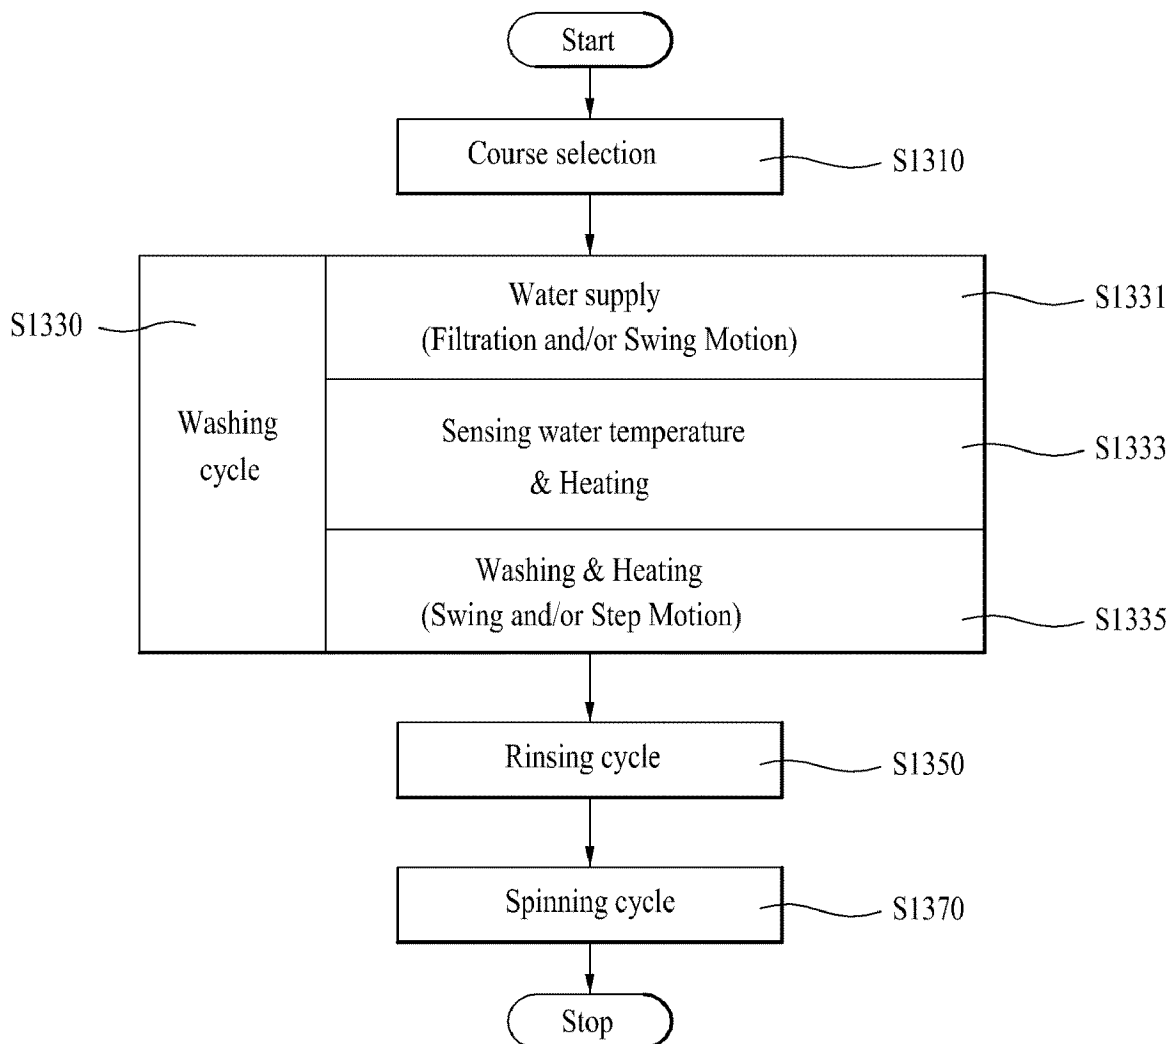 Start
Course selection
S1310
Water supply
S1331
S1330
(Filtration and/or Swing Motion)
Washing
cycle
Sensing water temperature
S1333
& Heating
Washing & Heating
(Swing and/or Step Motion)
S1335
Rinsing cycle
S1350
Spinning cycle
S1370
Stop